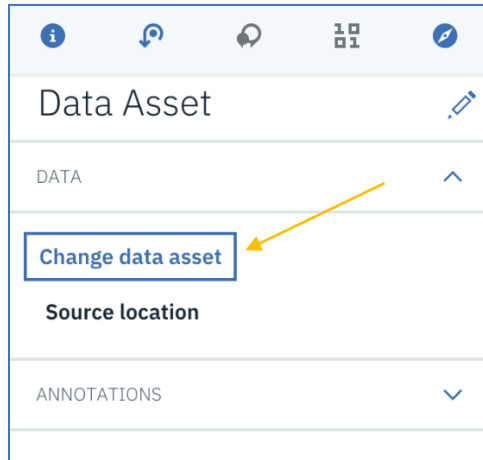 Data Asset
DATA
Change data asset
Source location
ANNOTATIONS